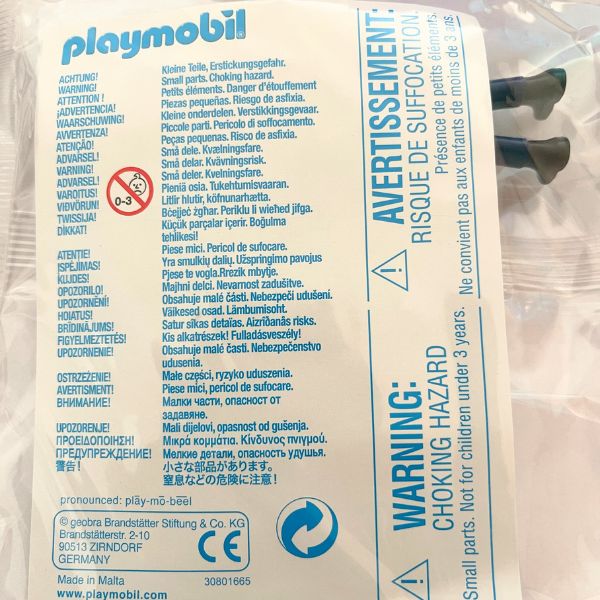 playmobil®
ACHTUNG! Kleine Teile, Erstickungsgefahr.
WARNING! Small parts. Choking hazard.
ATTENTION ! Petits éléments. Danger d'étouffement
¡ADVERTENCIA! Piezas pequeñas. Riesgo de asfixia.
WAARSCHUWING! Kleine onderdelen. Verstikkingsgevaar.
AVVERTENZA! Piccole parti. Pericolo di soffocamento.
ATENÇÃO! Peças pequenas. Risco de asfixia.
ADVARSEL! Små dele. Kvælningsfare.
VARNING! Små delar. Kvävningsrisk.
ADVARSEL! Små deler. Kvelningsfare.
VAROITUS! Pieniä osia. Tukehtumisvaaran.
VIÐVÖRUN! Litlir hlutir, köfnunarhætta.
TWISSIJA! Bċejjeċ żgħar. Periklu li wieħed jifga.
DİKKAT! Küçük parçalar içerir. Boğulma
tehlikesi!
ATENȚIE! Piese mici. Pericol de sufocare.
ĮSPĖJIMAS! Yra smulkių dalių. Užspringimo pavojus
KUJDES! Pjese te vogla.Rrezik mbytje.
OPOZORILO! Majhni delci. Nevarnost zadušitve.
UPOZORNĚNÍ! Obsahuje malé části. Nebezpečí udušení.
HOIATUS! Väikesed osad. Lämbumisoht.
BRĪDINĀJUMS! Satur sīkas detaļas. Aizrīšanās risks.
FIGYELMEZTETÉS! Kis alkatrészek! Fulladásveszély!
UPOZORNENIE! Obsahuje malé časti. Nebezpečenstvo
udusenia.
OSTRZEŻENIE! Małe części, ryzyko uduszenia.
AVERTISMENT! Piese mici, pericol de sufocare.
ВНИМАНИЕ! Малки части, опасност от
задавяне.
UPOZORENJE! Mali dijelovi, opasnost od gušenja.
ΠΡΟΕΙΔΟΠΟΙΗΣΗ! Μικρά κομμάτια. Κίνδυνος πνιγμού.
ПРЕДУПРЕЖДЕНИЕ! Мелкие детали, опасность удушья.
警告! 小さな部品があります。
窒息などの危険に注意!
0-3
pronounced: plāy-mō-bēēl
© geobra Brandstätter Stiftung & Co. KG
Brandstätterstr. 2-10
90513 ZIRNDORF
GERMANY
CE
Made in Malta 30801665
www.playmobil.com
AVERTISSEMENT:
RISQUE DE SUFFOCATION.
Présence de petits éléments.
Ne convient pas aux enfants de moins de 3 ans.
WARNING:
CHOKING HAZARD
Small parts. Not for children under 3 years.